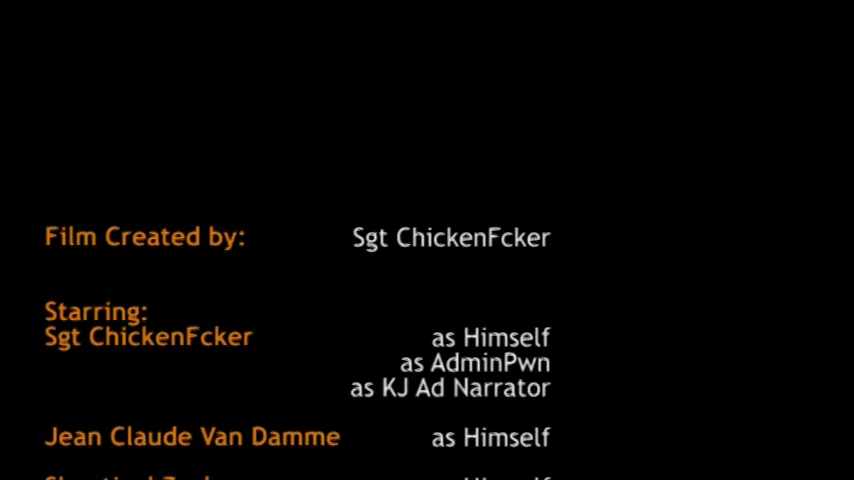 Film Created by: Sgt ChickenFcker
Starring:
Sgt ChickenFcker as Himself
as AdminPwn
as KJ Ad Narrator
Jean Claude Van Damme as Himself